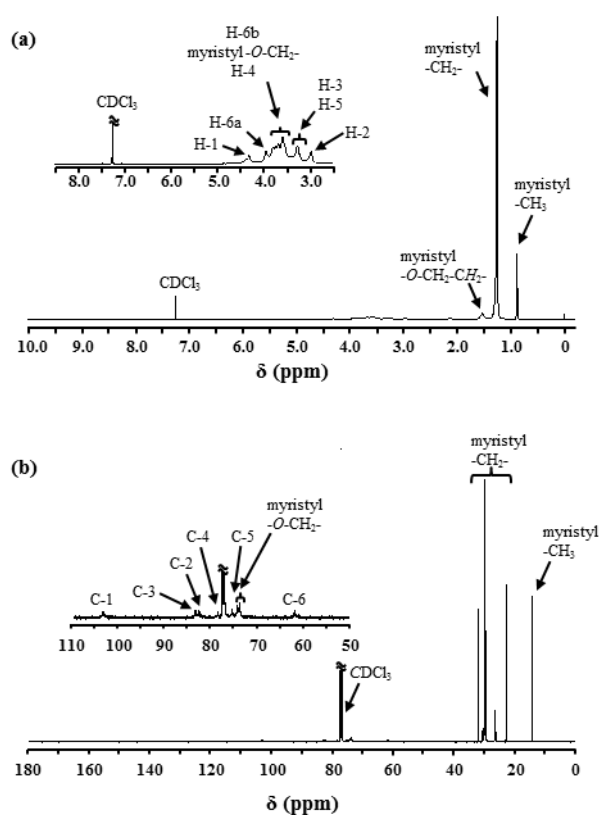 (a)
H-6b
myristyl -O-CH₂-
H-4
CDCl₃
H-6a
H-1
H-3
H-5
H-2
8.5 7.0 6.0 5.0 4.0 3.0
myristyl
-CH₂-
myristyl
-CH₃
myristyl
-O-CH₂-CH₂-
CDCl₃
10.0 9.0 8.0 7.0 6.0 5.0 4.0 3.0 2.0 1.0 0
δ (ppm)
(b)
myristyl
-CH₂-
myristyl
-O-CH₂-
myristyl
-CH₃
C-4
C-5
C-2
C-3
C-1
C-6
110 100 90 80 70 60 50
CDCl₃
180 160 140 120 100 80 60 40 20 0
δ (ppm)